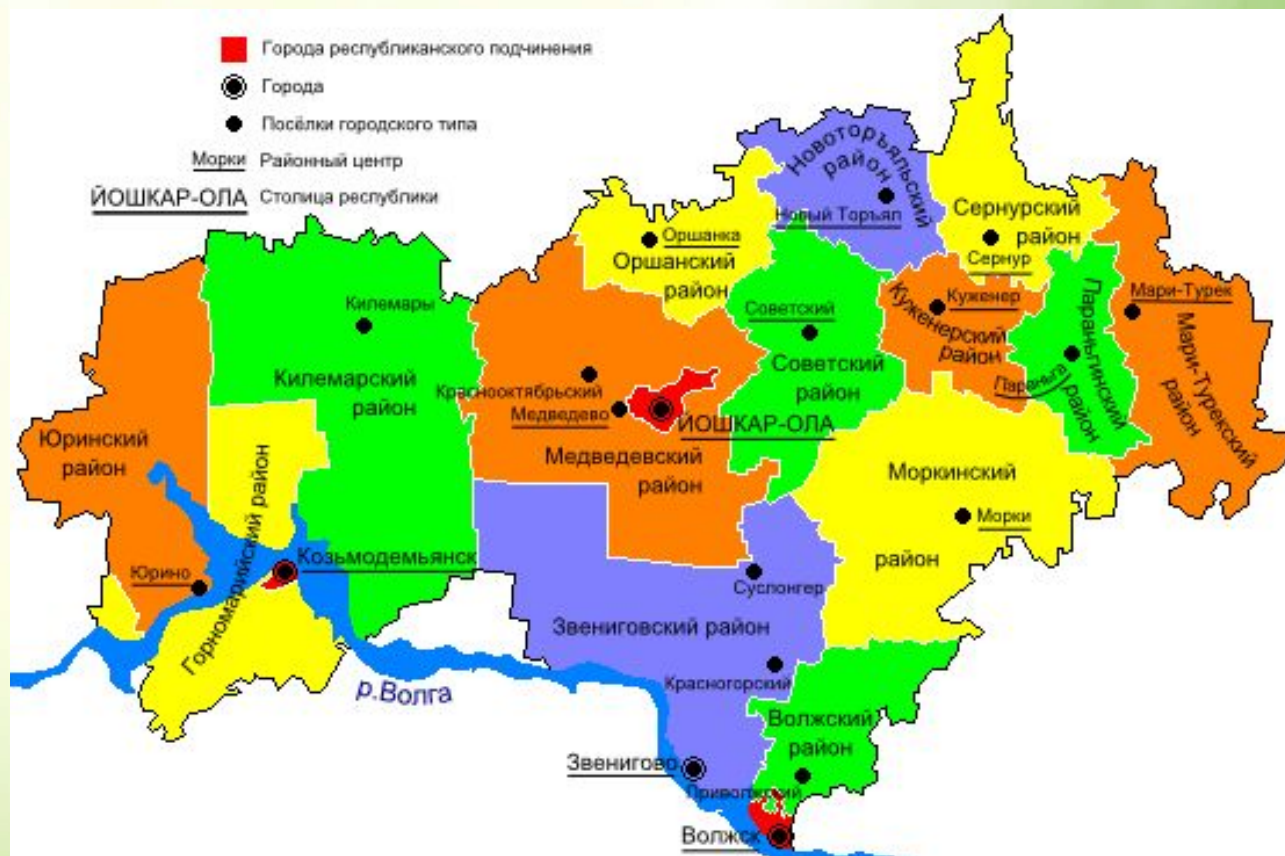 Города республиканского подчинения
Города
Посёлки городского типа
Морки Районный центр
ЙОШКАР-ОЛА Столица республики
Новоторъяльский
район
Новый Торъял
Сернурский
район
Сернур
Оршанка
Оршанский
район
Килемары
Килемарский
район
Советский
Советский
район
Куженер
Куженерский
район
Параньгинский
район
Параньга
Мари-Турек
Мари-Турекский
район
Краснооктябрьский
Медведево
ЙОШКАР-ОЛА
Медведевский
район
Юринский
район
Юрино
Горномарийский район
Козьмодемьянск
Моркинский
район
Морки
Суслонгер
Звениговский район
Красногорский
р.Волга
Волжский
район
Звенигово
Приволжский
Волжск